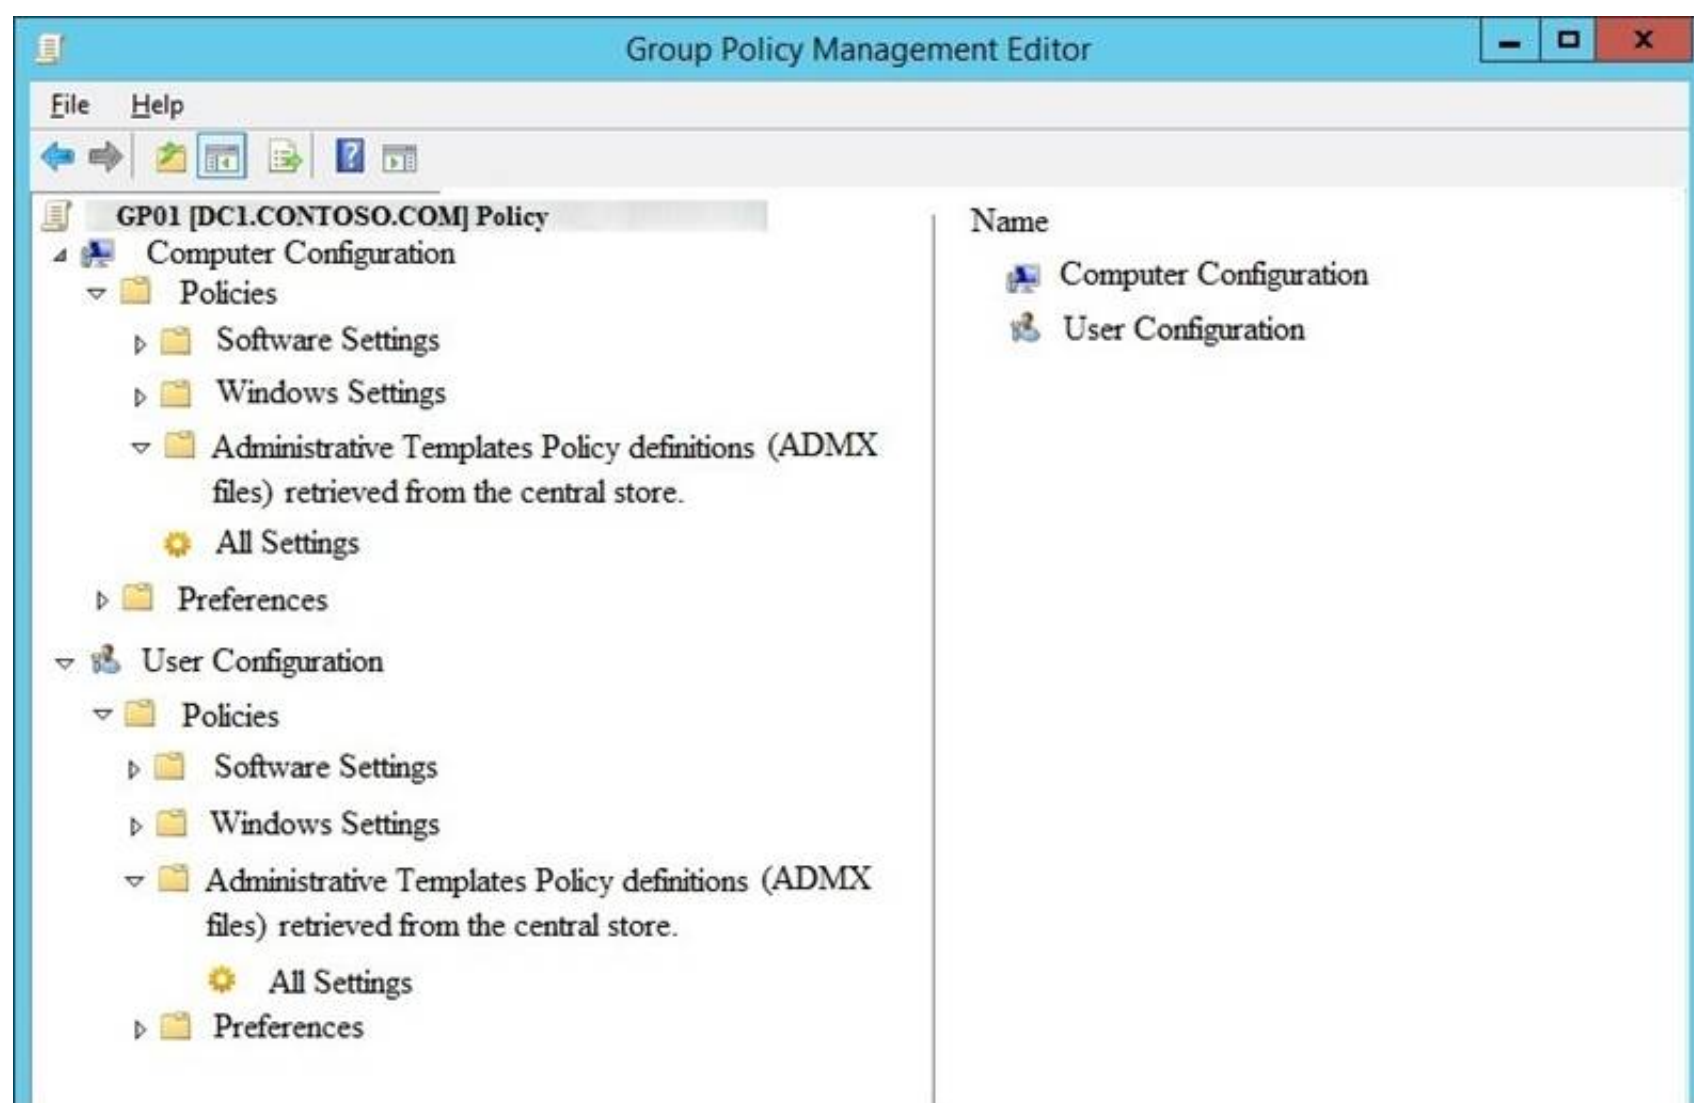 Group Policy Management Editor
File Help
GP01 [DC1.CONTOSO.COM] Policy
Computer Configuration
Policies
Software Settings
Windows Settings
Administrative Templates Policy definitions (ADMX
files) retrieved from the central store.
All Settings
Preferences
User Configuration
Policies
Software Settings
Windows Settings
Administrative Templates Policy definitions (ADMX
files) retrieved from the central store.
All Settings
Preferences
Name
Computer Configuration
User Configuration